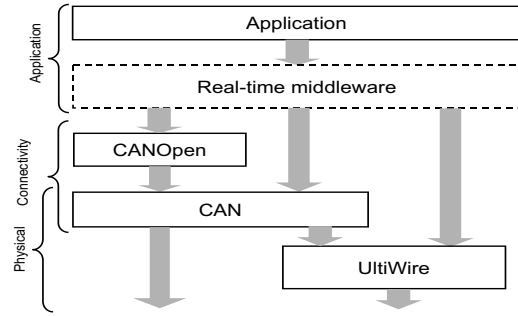 Application
Real-time middleware
CANOpen
CAN
UltiWire
Application
Connectivity
Physical